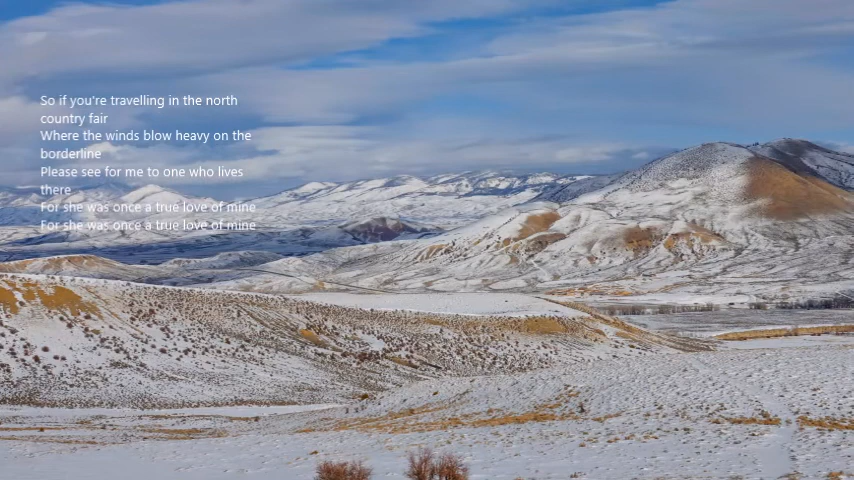 So if you're travelling in the north
country fair
Where the winds blow heavy on the
borderline
Please see for me to one who lives
there
For she was once a true love of mine
For she was once a true love of mine